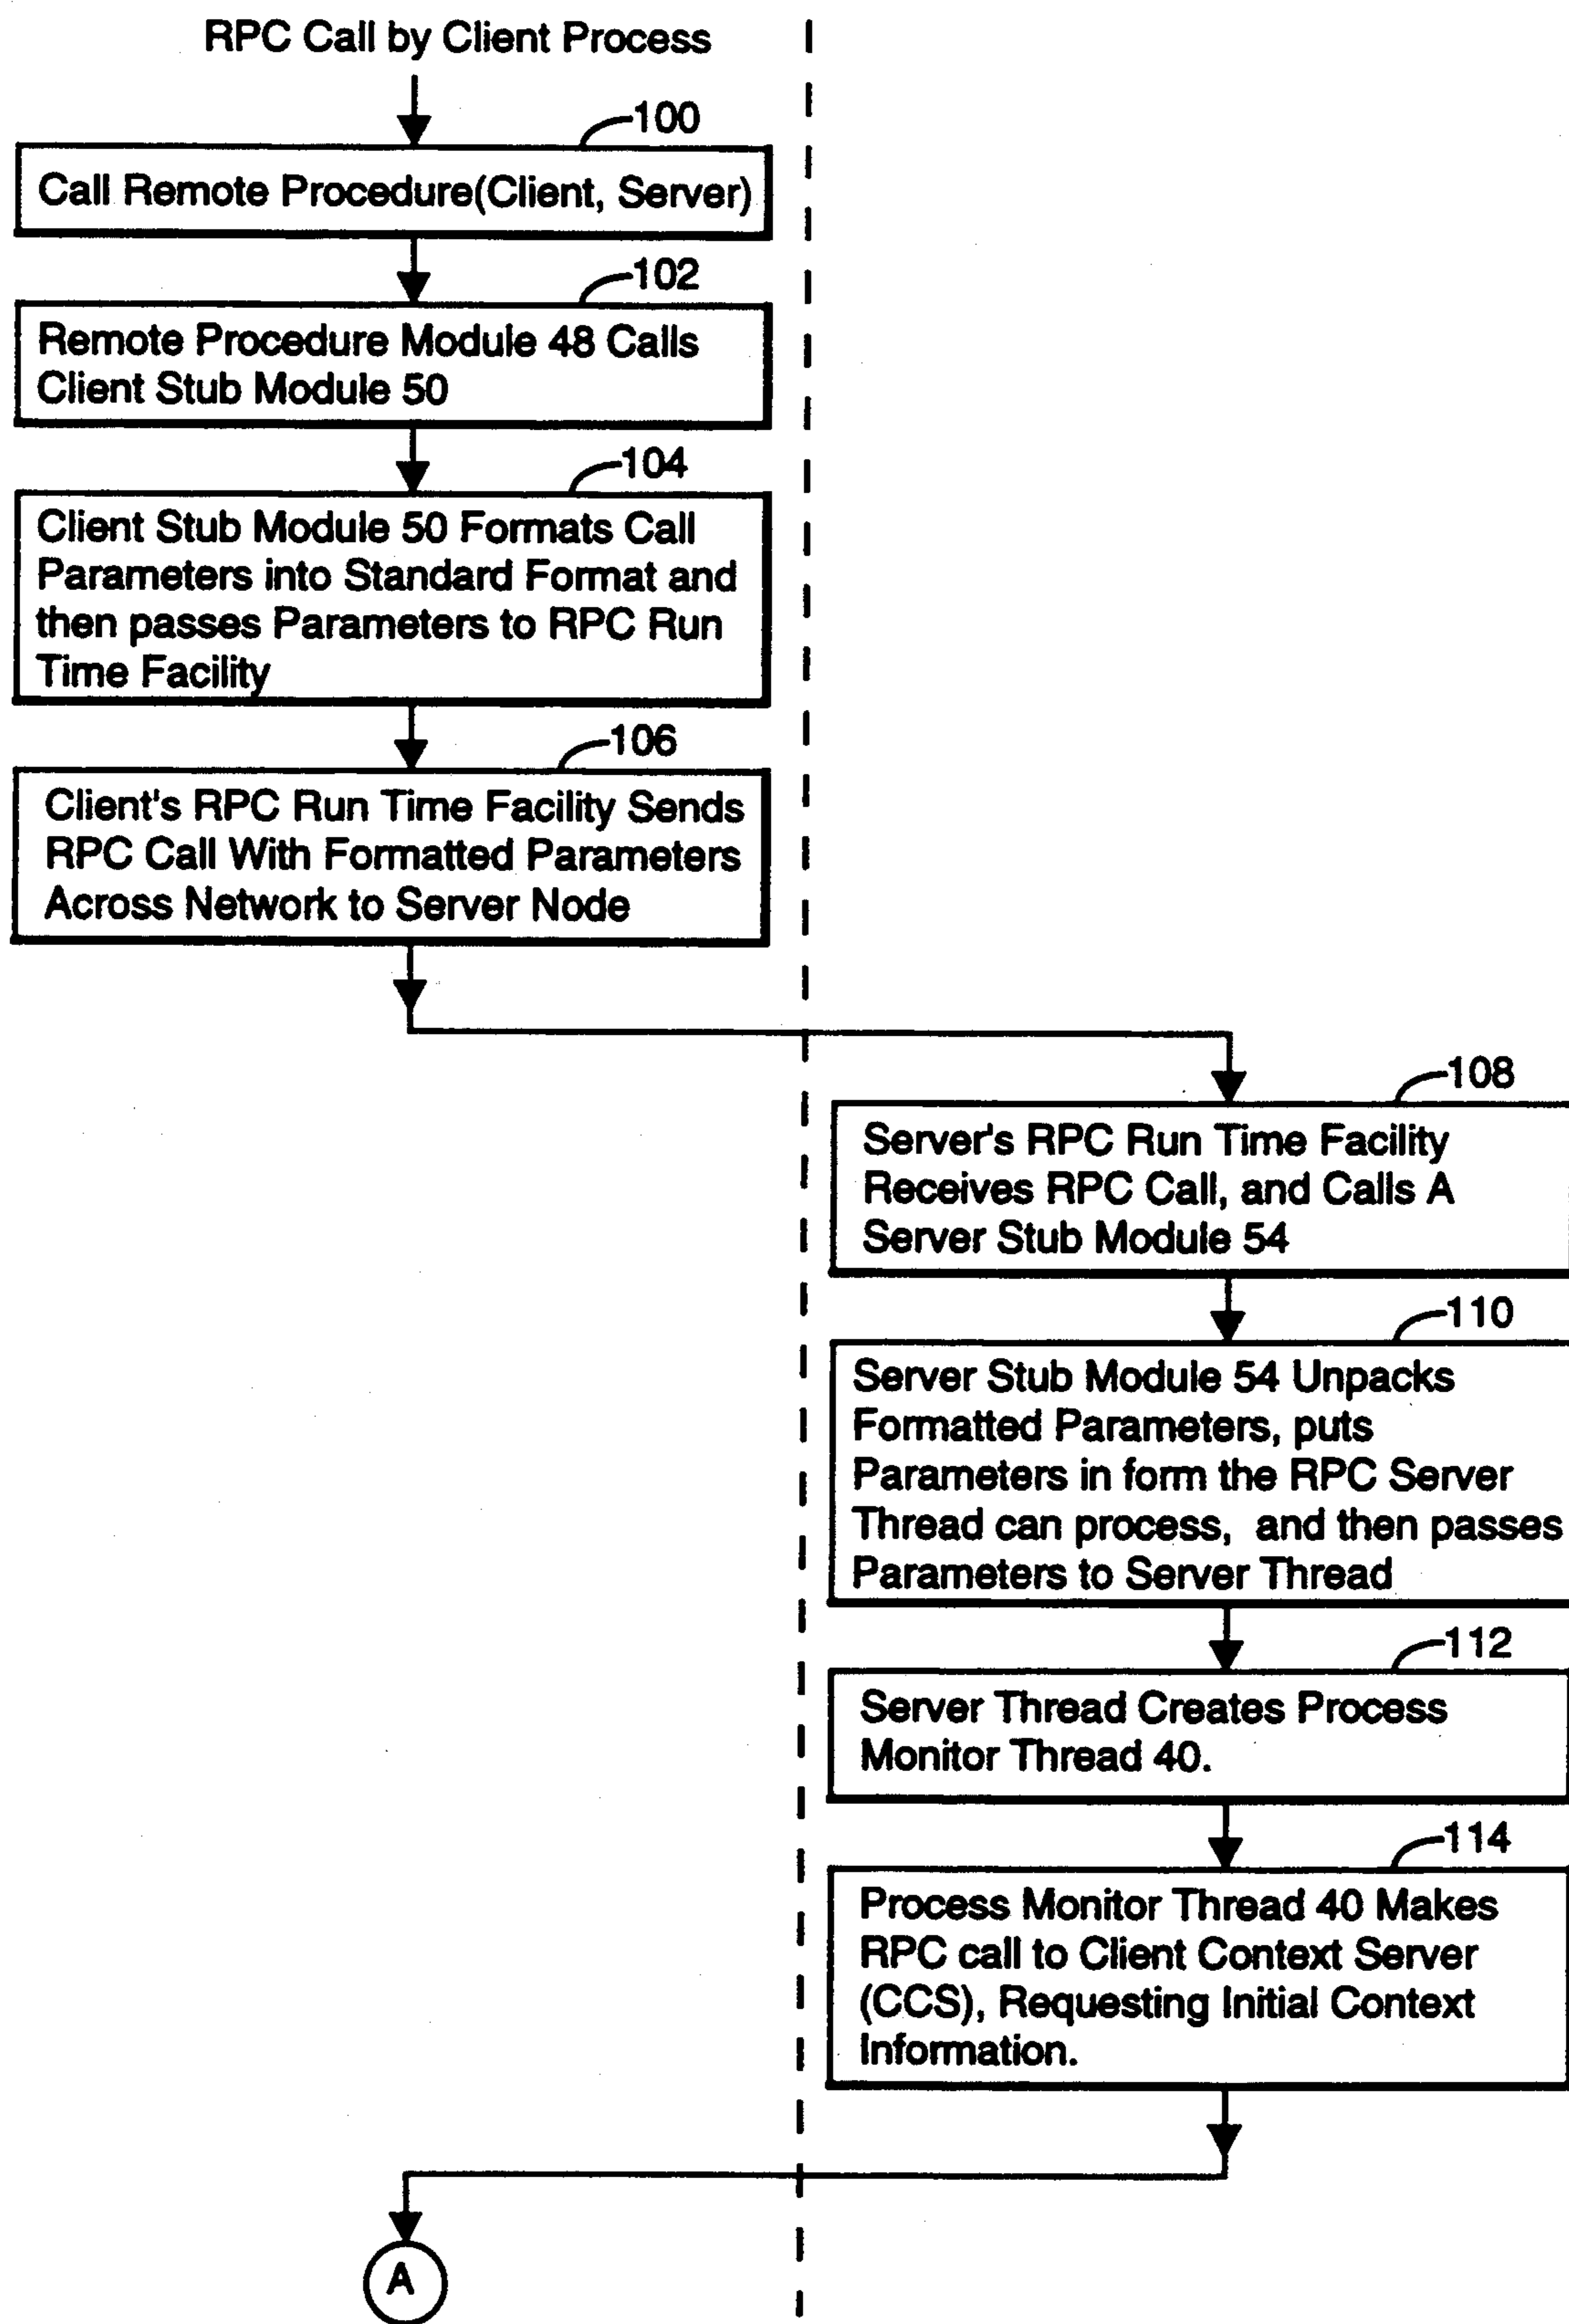 RPC Call by Client Process
100
Call Remote Procedure(Client, Server)
102
Remote Procedure Module 48 Calls
Client Stub Module 50
104
Client Stub Module 50 Formats Call
Parameters into Standard Format and
then passes Parameters to RPC Run
Time Facility
106
Client's RPC Run Time Facility Sends
RPC Call With Formatted Parameters
Across Network to Server Node
108
Server's RPC Run Time Facility
Receives RPC Call, and Calls A
Server Stub Module 54
110
Server Stub Module 54 Unpacks
Formatted Parameters, puts
Parameters in form the RPC Server
Thread can process, and then passes
Parameters to Server Thread
112
Server Thread Creates Process
Monitor Thread 40.
114
Process Monitor Thread 40 Makes
RPC call to Client Context Server
(CCS), Requesting Initial Context
Information.
A